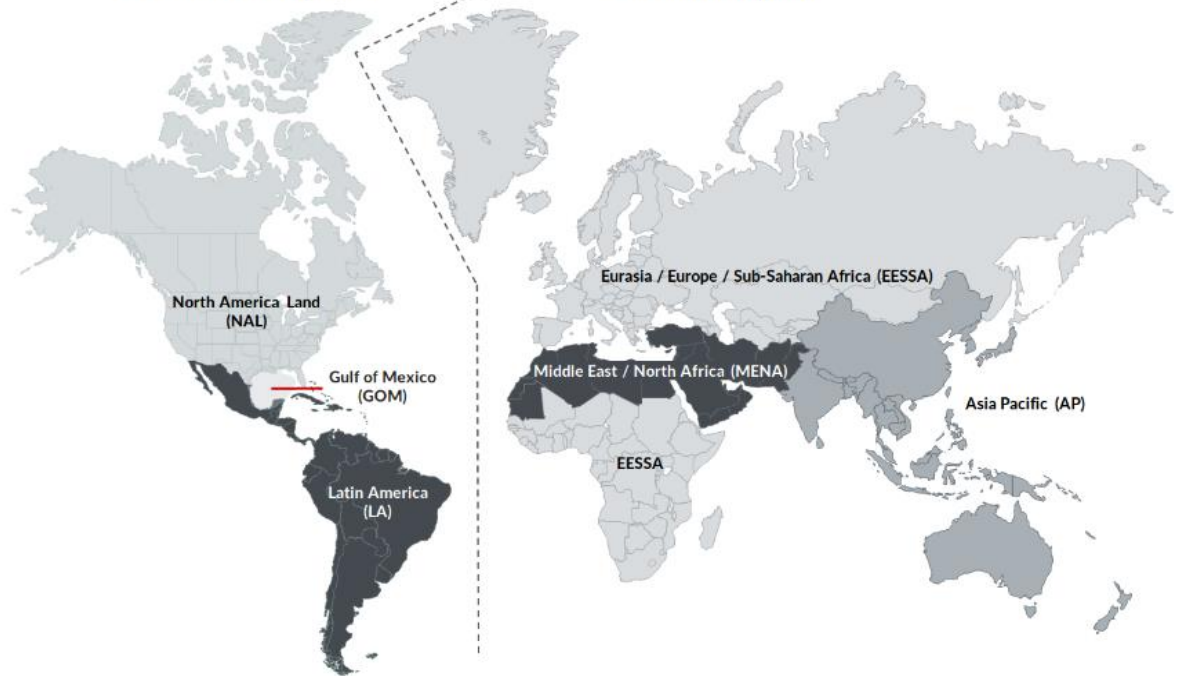 Eurasia / Europe / Sub-Saharan Africa (EESSA)
North America Land
(NAL)
Middle East / North Africa (MENA)
Gulf of Mexico
(GOM)
Asia Pacific (AP)
EESSA
Latin America
(LA)